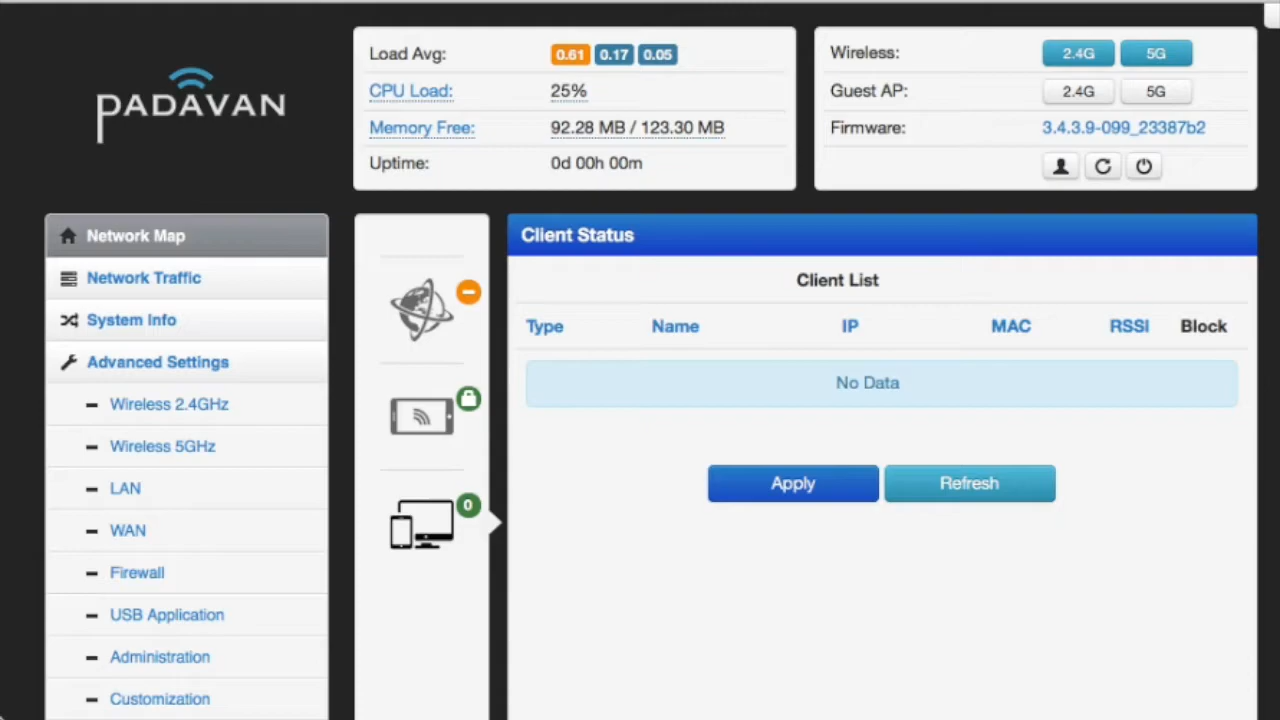 PADAVAN
Load Avg: 0.61 0.17 0.05
CPU Load: 25%
Memory Free: 92.28 MB / 123.30 MB
Uptime: 0d 00h 00m
Wireless: 2.4G 5G
Guest AP: 2.4G 5G
Firmware: 3.4.3.9-099_23387b2
Network Map
Network Traffic
System Info
Advanced Settings
Wireless 2.4GHz
Wireless 5GHz
LAN
WAN
Firewall
USB Application
Administration
Customization
0
Client Status
Client List
Type Name IP MAC RSSI Block
No Data
Apply Refresh